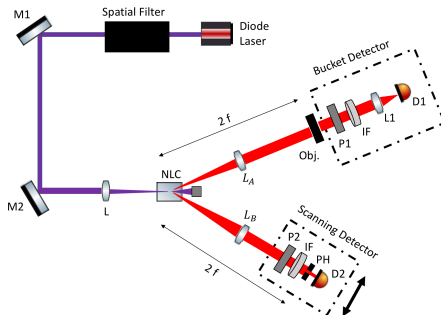 M1
Spatial Filter
Diode
Laser
Bucket Detector
2 f
D1
L1
IF
P1
Obj.
L_A
NLC
M2
L
L_B
Scanning Detector
P2
IF
PH
D2
2 f